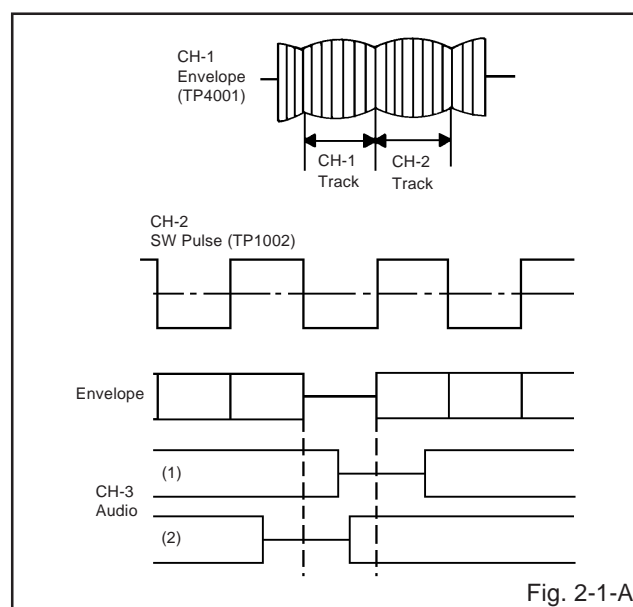 CH-1
Envelope
(TP4001)
CH-1
Track
CH-2
Track
CH-2
SW Pulse (TP1002)
Envelope
(1)
CH-3
Audio
(2)
Fig. 2-1-A